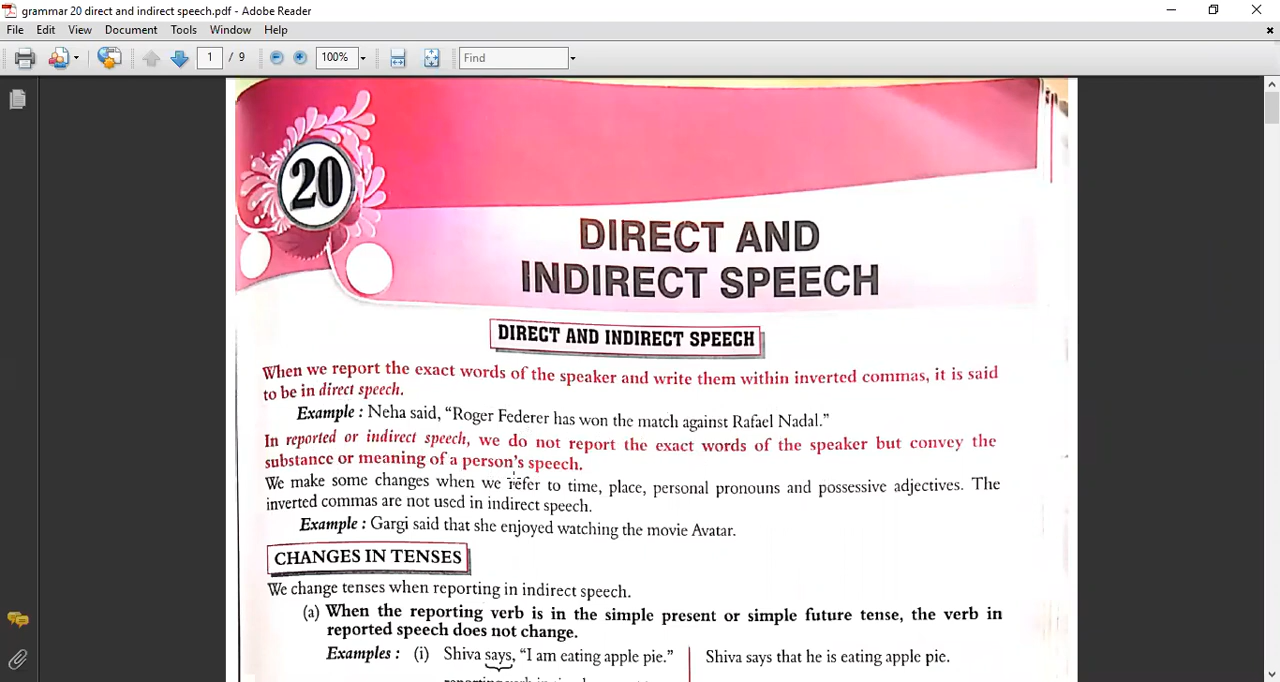 grammar 20 direct and indirect speech.pdf - Adobe Reader
File Edit View Document Tools Window Help
1 / 9 100% Find
20
DIRECT AND
INDIRECT SPEECH
DIRECT AND INDIRECT SPEECH
When we report the exact words of the speaker and write them within inverted commas, it is said
to be in direct speech.
Example : Neha said, “Roger Federer has won the match against Rafael Nadal.”
In reported or indirect speech, we do not report the exact words of the speaker but convey the
substance or meaning of a person's speech.
We make some changes when we refer to time, place, personal pronouns and possessive adjectives. The
inverted commas are not used in indirect speech.
Example : Gargi said that she enjoyed watching the movie Avatar.
CHANGES IN TENSES
We change tenses when reporting in indirect speech.
(a) When the reporting verb is in the simple present or simple future tense, the verb in
reported speech does not change.
Examples : (i) Shiva says, “I am eating apple pie.” Shiva says that he is eating apple pie.